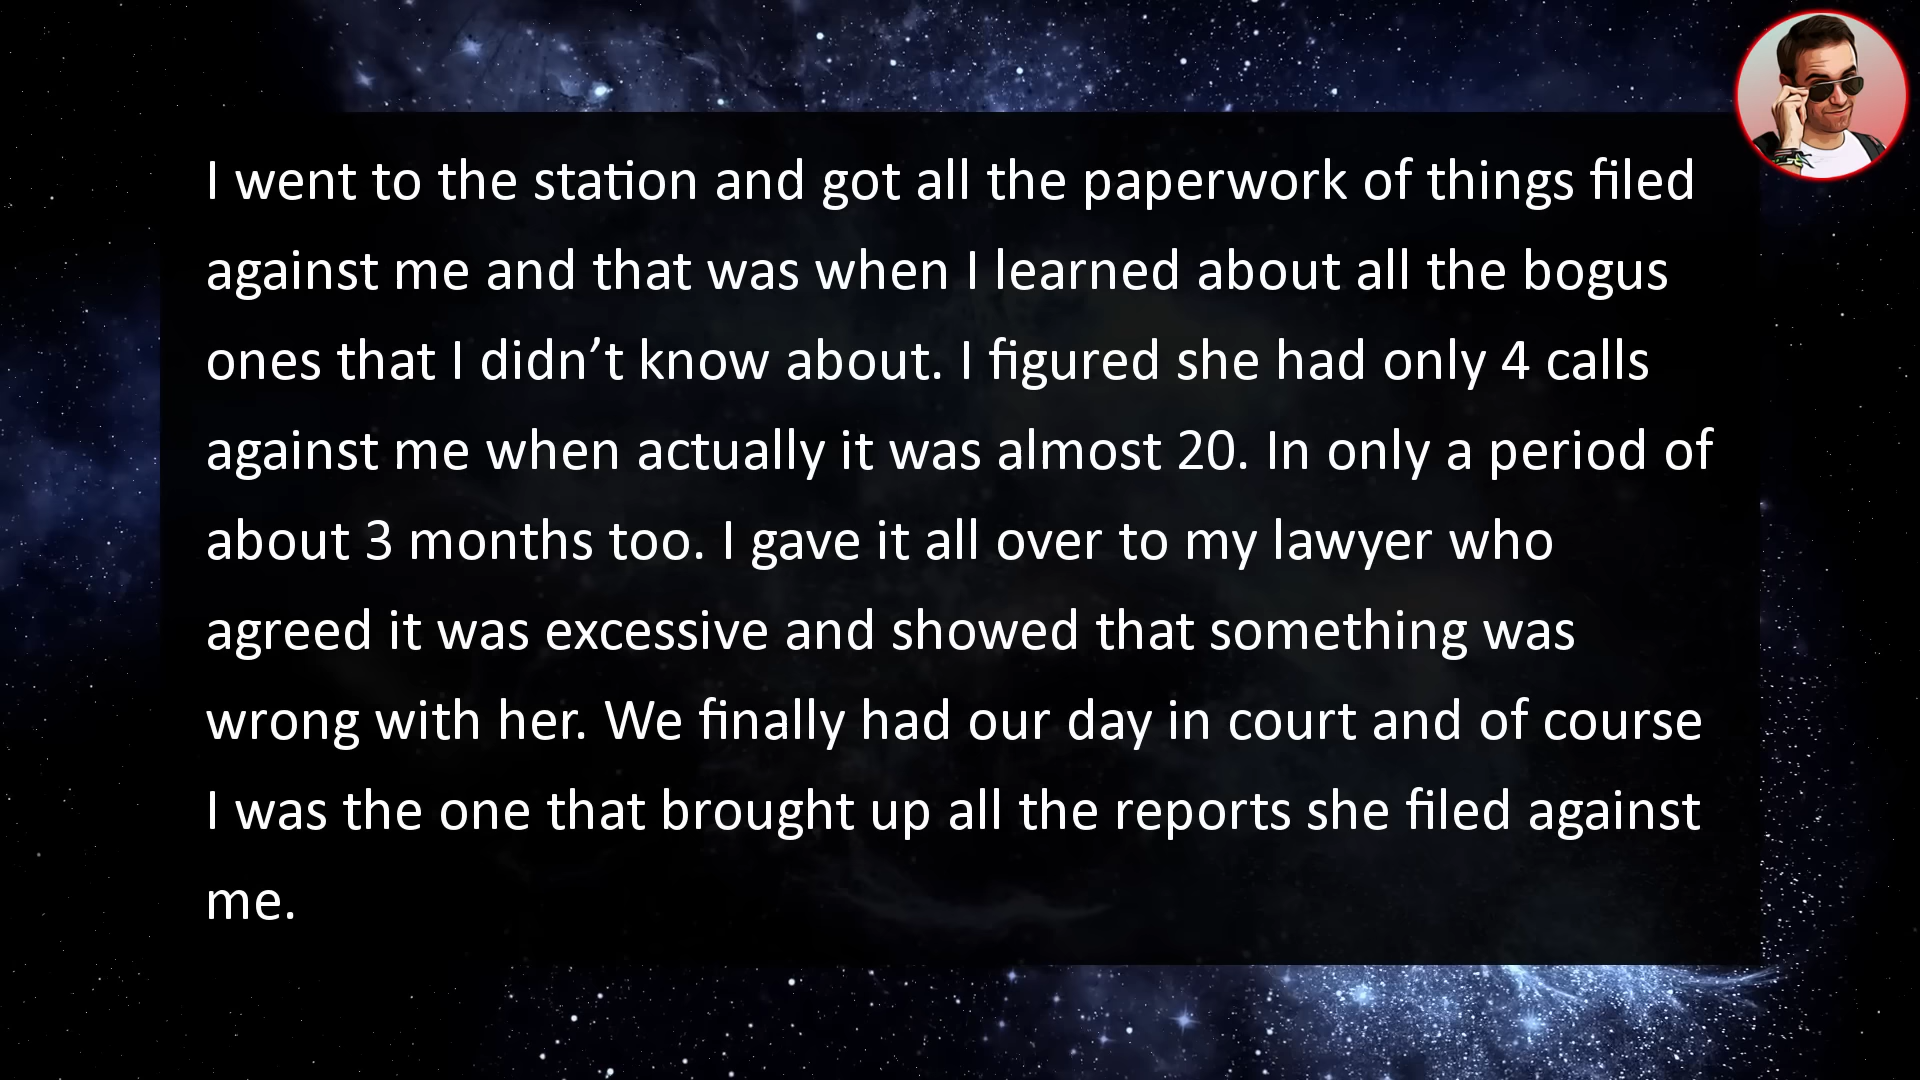 I went to the station and got all the paperwork of things filed
against me and that was when I learned about all the bogus
ones that I didn’t know about. I figured she had only 4 calls
against me when actually it was almost 20. In only a period of
about 3 months too. I gave it all over to my lawyer who
agreed it was excessive and showed that something was
wrong with her. We finally had our day in court and of course
I was the one that brought up all the reports she filed against
me.